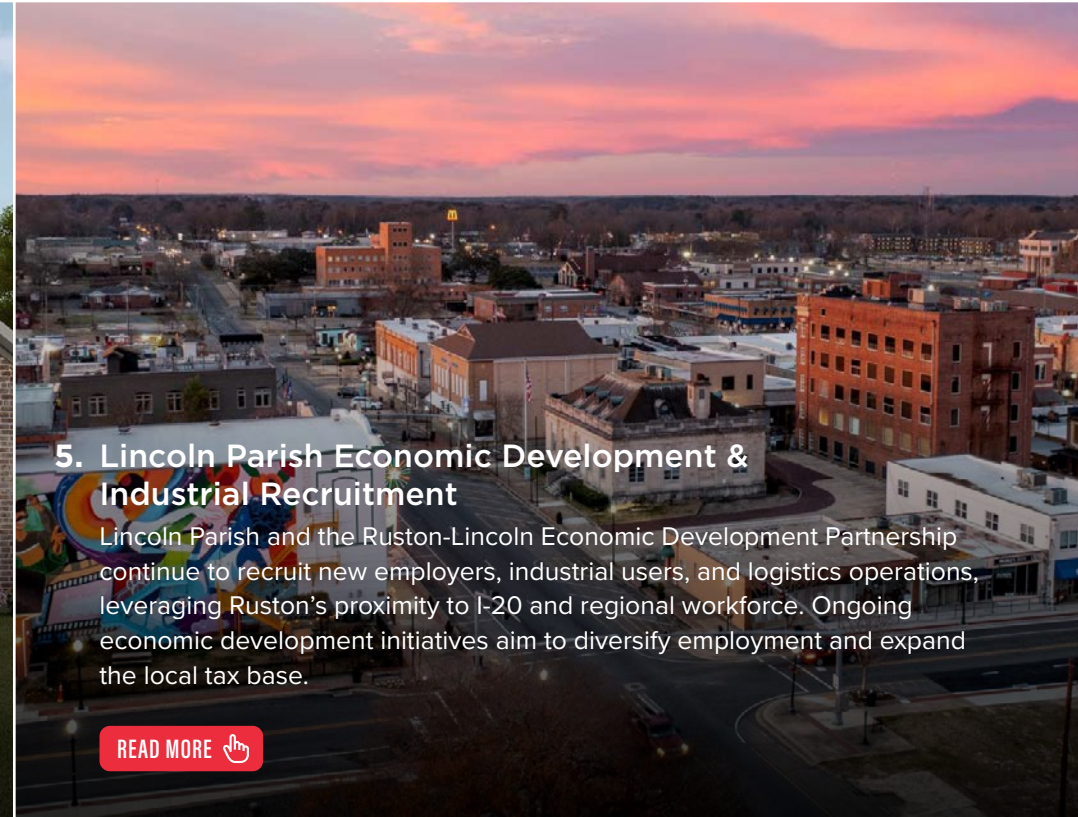 5. Lincoln Parish Economic Development &
Industrial Recruitment
Lincoln Parish and the Ruston-Lincoln Economic Development Partnership
continue to recruit new employers, industrial users, and logistics operations,
leveraging Ruston’s proximity to I-20 and regional workforce. Ongoing
economic development initiatives aim to diversify employment and expand
the local tax base.
READ MORE